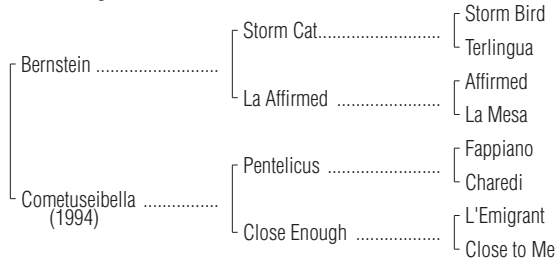 Storm Bird
Storm Cat..............................
Terlingua
Bernstein ..............................
Affirmed
La Affirmed .........................
La Mesa
Fappiano
Pentelicus ...........................
Charedi
Cometuseibella ..................
(1994)
L'Emigrant
Close Enough ......................
Close to Me